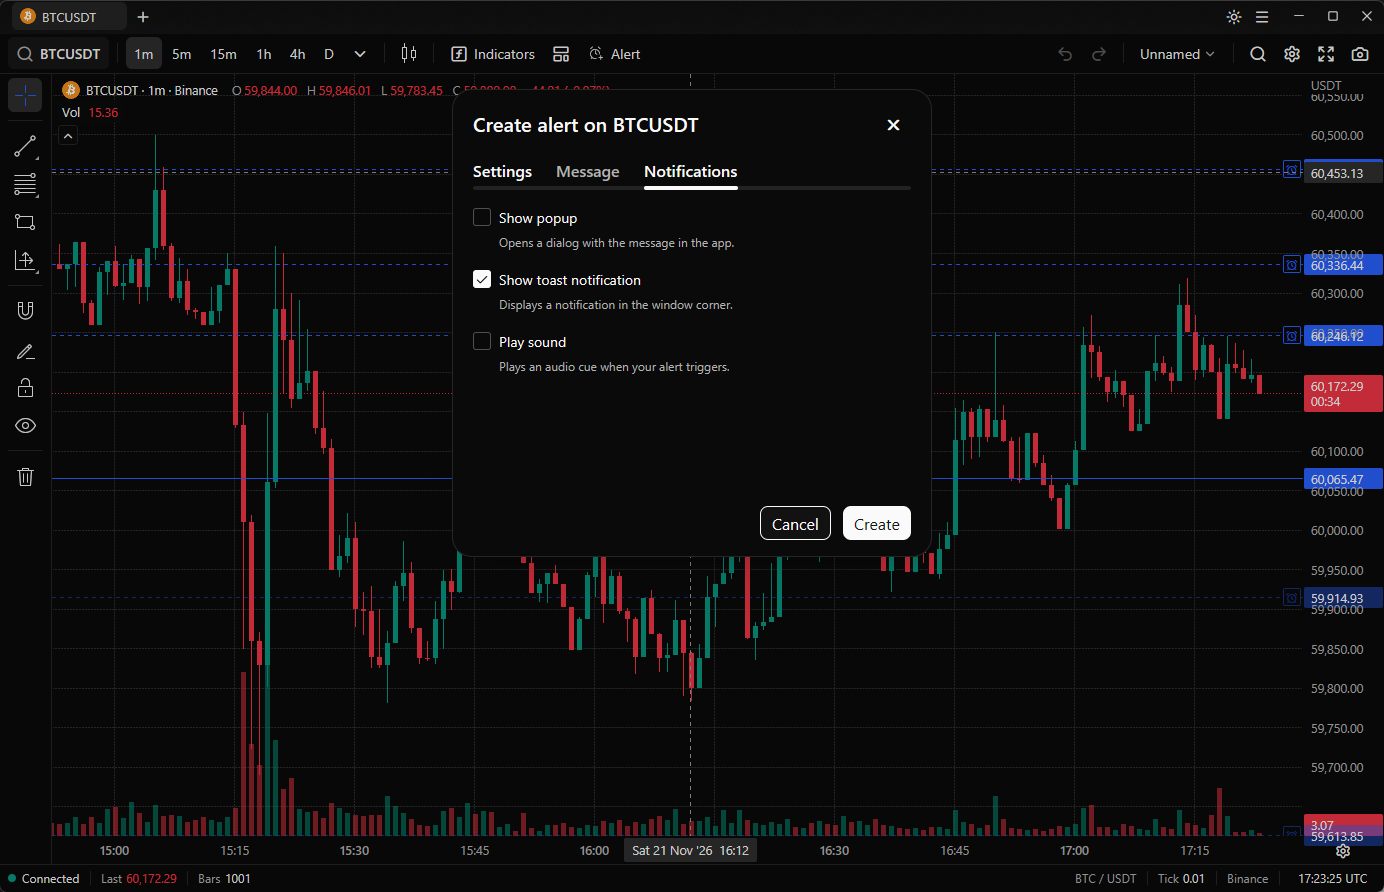 BTCUSDT
BTCUSDT 1m 5m 15m 1h 4h D Indicators Alert Unnamed
BTCUSDT · 1m · Binance O 59,844.00 H 59,846.01 L 59,783.45 C
USDT
Vol 15.36
60,550.00
60,500.00
60,453.13
60,400.00
60,350.00
60,336.44
60,300.00
60,246.12
60,172.29
00:34
60,100.00
60,065.47
60,050.00
60,000.00
59,950.00
59,914.93
59,900.00
59,850.00
59,800.00
59,750.00
59,700.00
3.07
59,613.85
Create alert on BTCUSDT
Settings Message Notifications
Show popup
Opens a dialog with the message in the app.
Show toast notification
Displays a notification in the window corner.
Play sound
Plays an audio cue when your alert triggers.
Cancel Create
15:00 15:15 15:30 15:45 16:00 Sat 21 Nov '26 16:12 16:30 16:45 17:00 17:15
Connected Last 60,172.29 Bars 1001 BTC / USDT Tick 0.01 Binance 17:23:25 UTC